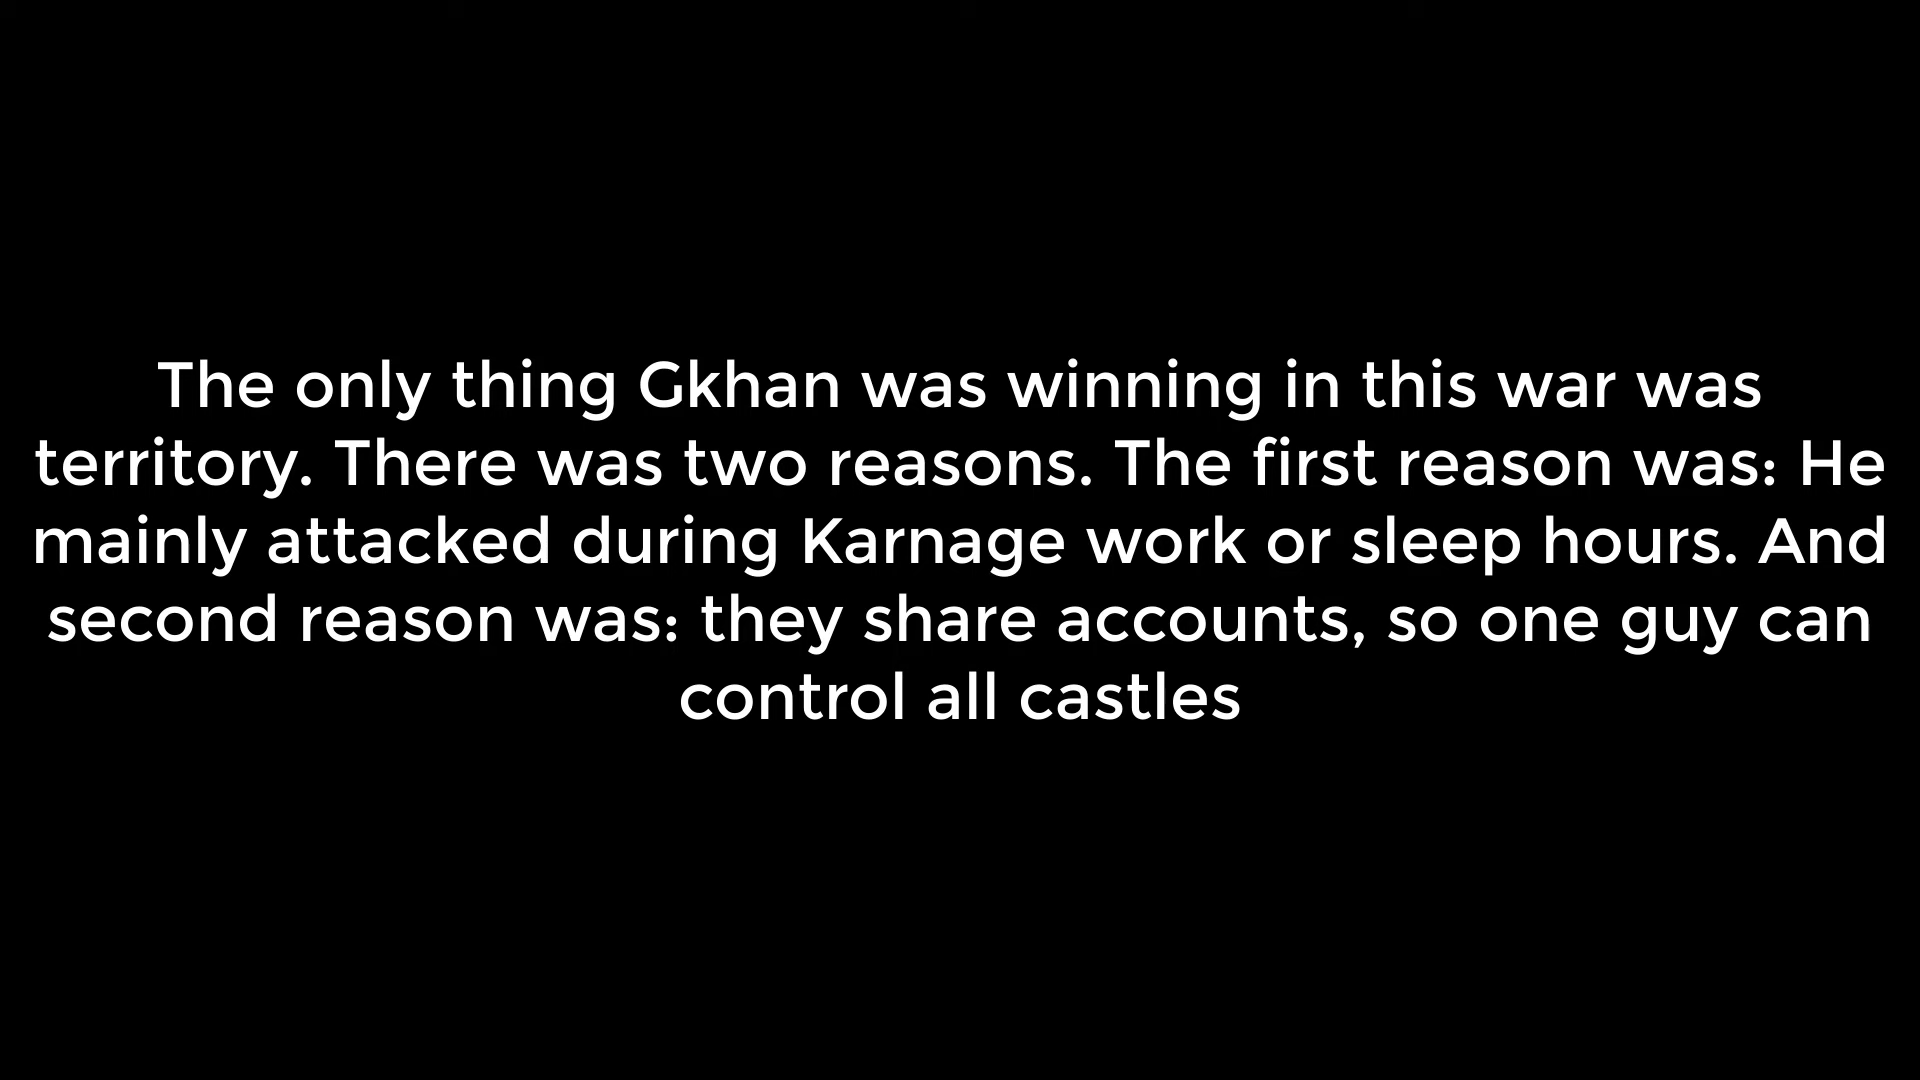 The only thing Gkhan was winning in this war was
territory. There was two reasons. The first reason was: He
mainly attacked during Karnage work or sleep hours. And
second reason was: they share accounts, so one guy can
control all castles